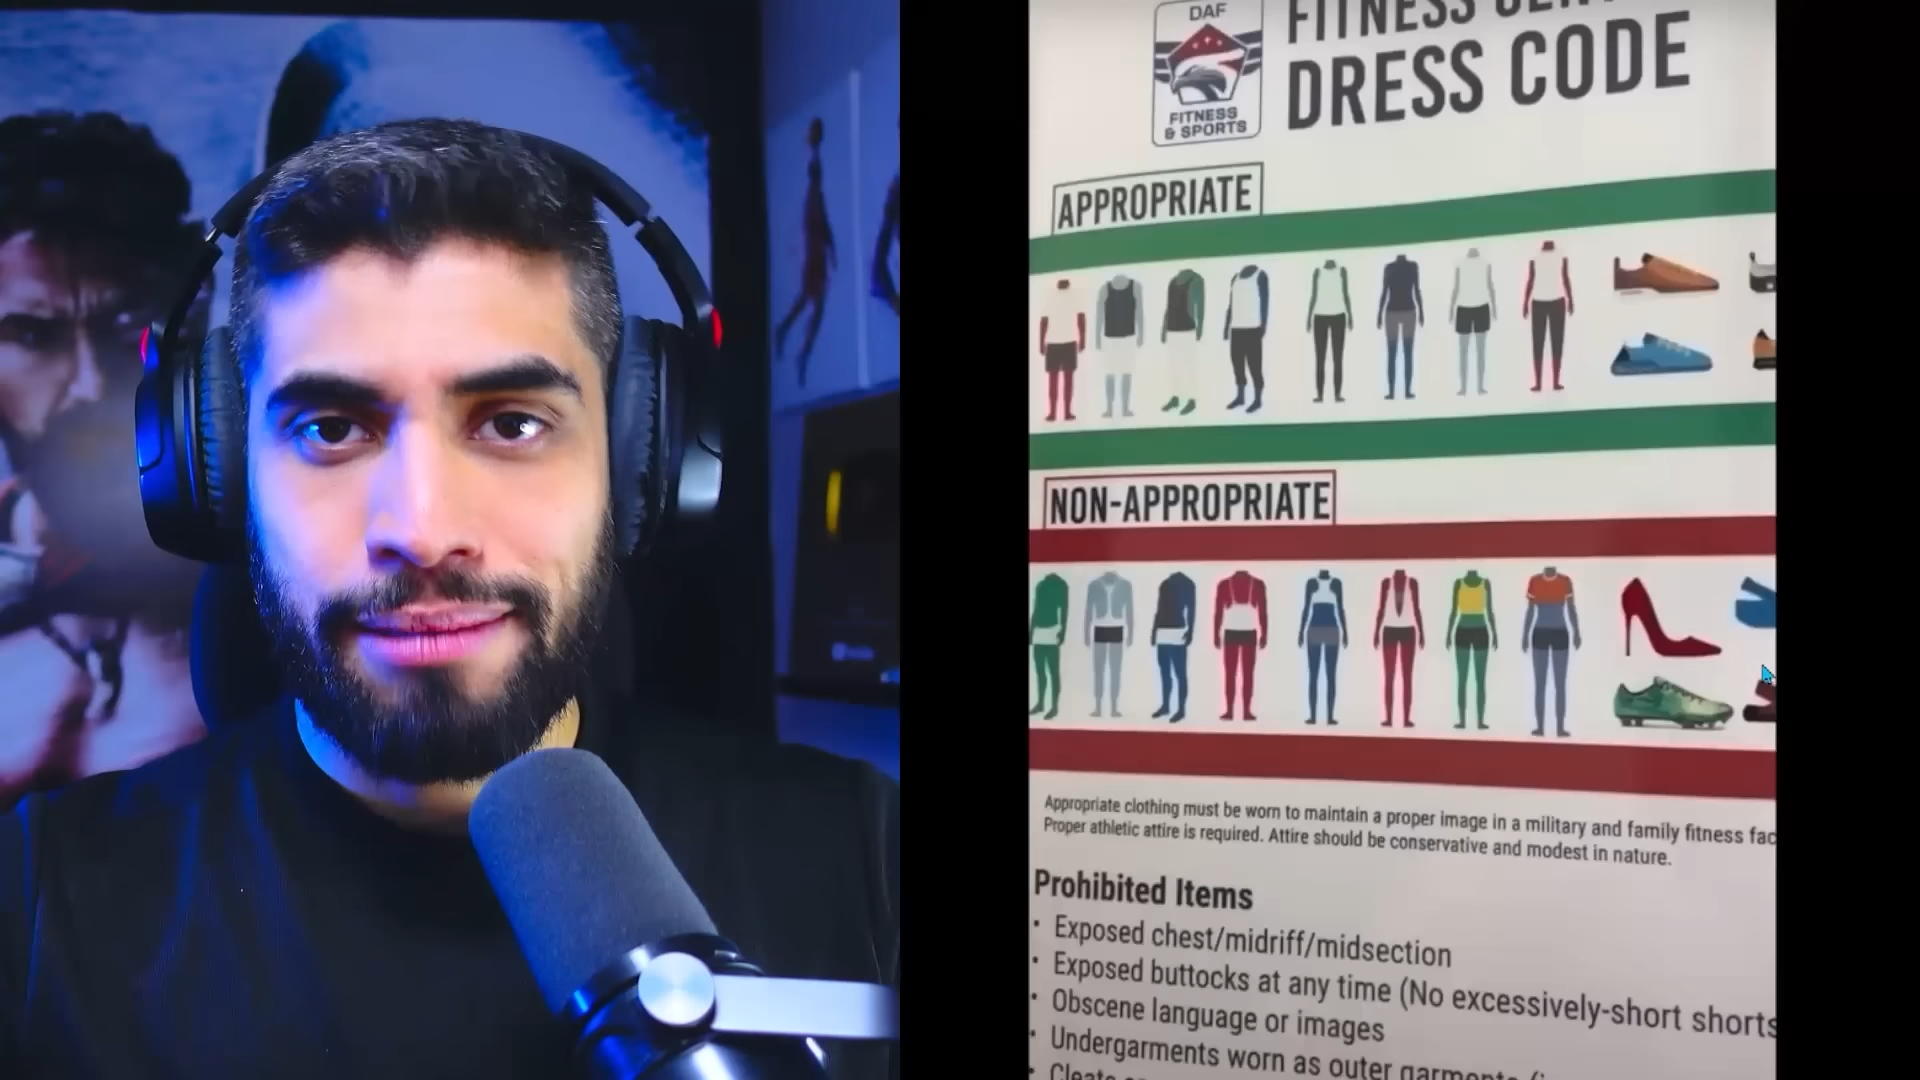 DAF
FITNESS
& SPORTS
FITNESS
DRESS CODE
APPROPRIATE
NON-APPROPRIATE
Appropriate clothing must be worn to maintain a proper image in a military and family fitness fac
Proper athletic attire is required. Attire should be conservative and modest in nature.
Prohibited Items
• Exposed chest/midriff/midsection
• Exposed buttocks at any time (No excessively-short shorts
• Obscene language or images
• Undergarments worn as outer garments